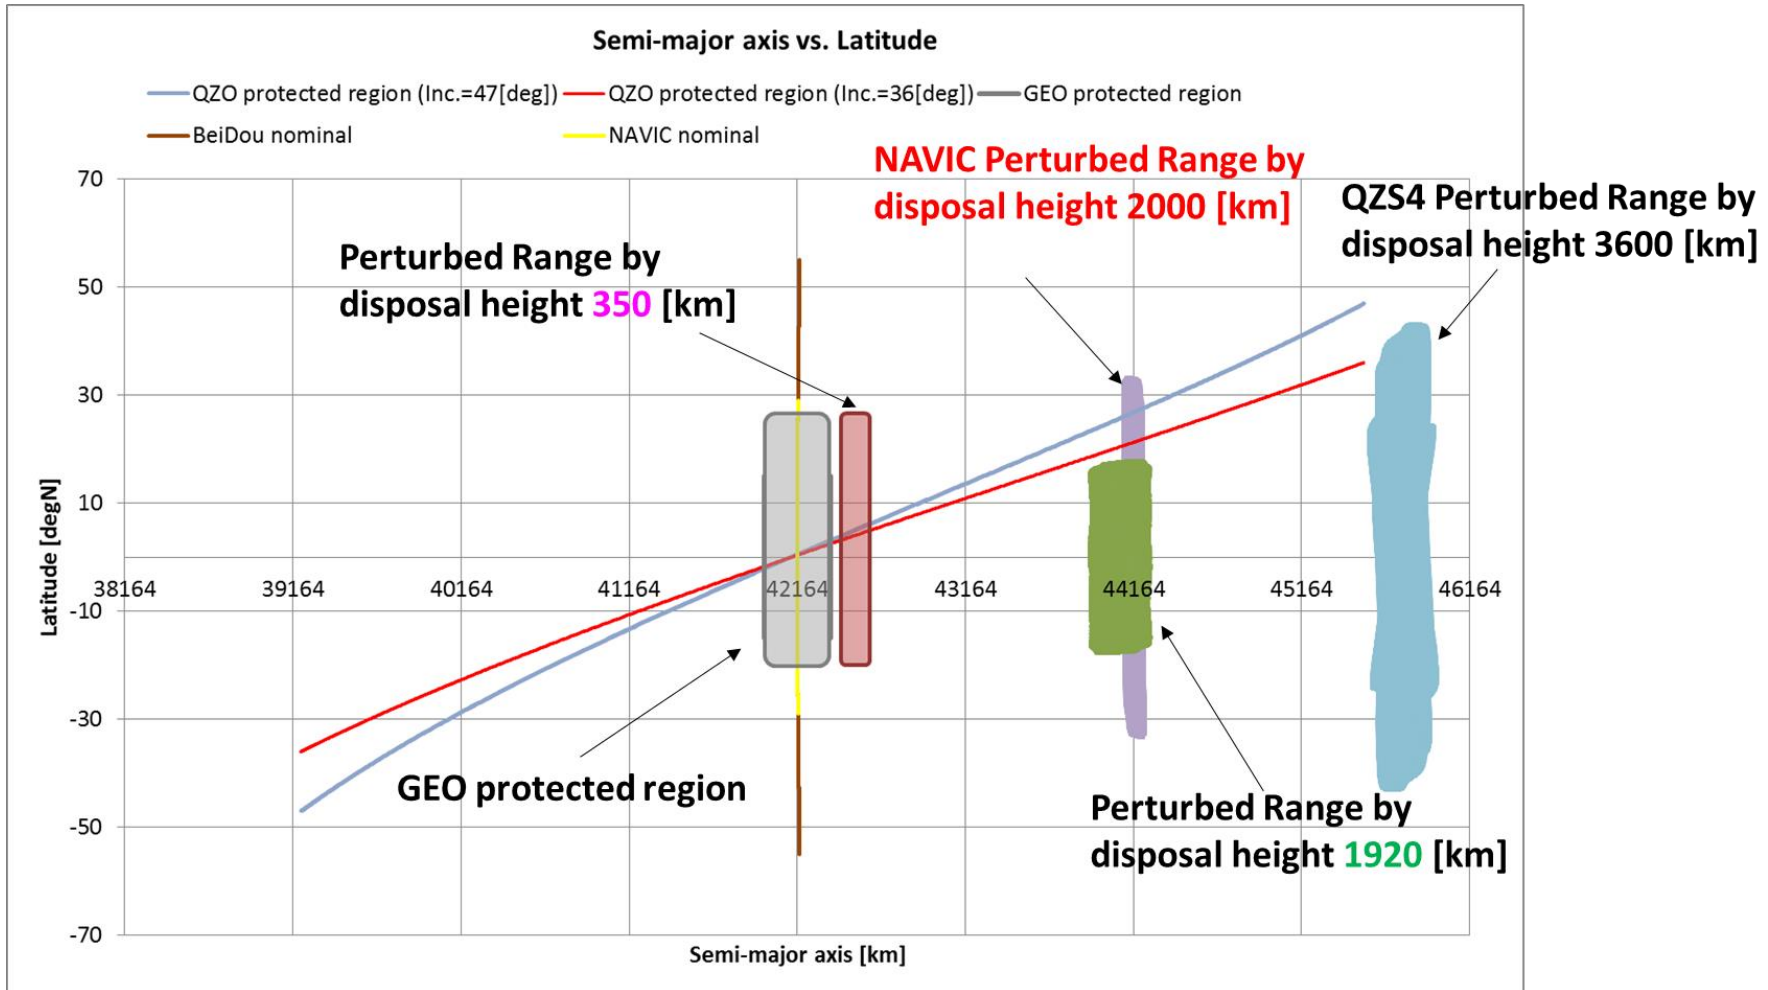 Semi-major axis vs. Latitude
QZO protected region (Inc.=47[deg])
QZO protected region (Inc.=36[deg])
GEO protected region
BeiDou nominal
NAVIC nominal
NAVIC Perturbed Range by
disposal height 2000 [km]
QZS4 Perturbed Range by
disposal height 3600 [km]
Perturbed Range by
disposal height 350 [km]
70
50
30
10
-10
-30
-50
-70
Latitude [degN]
38164
39164
40164
41164
42164
43164
44164
45164
46164
GEO protected region
Perturbed Range by
disposal height 1920 [km]
Semi-major axis [km]